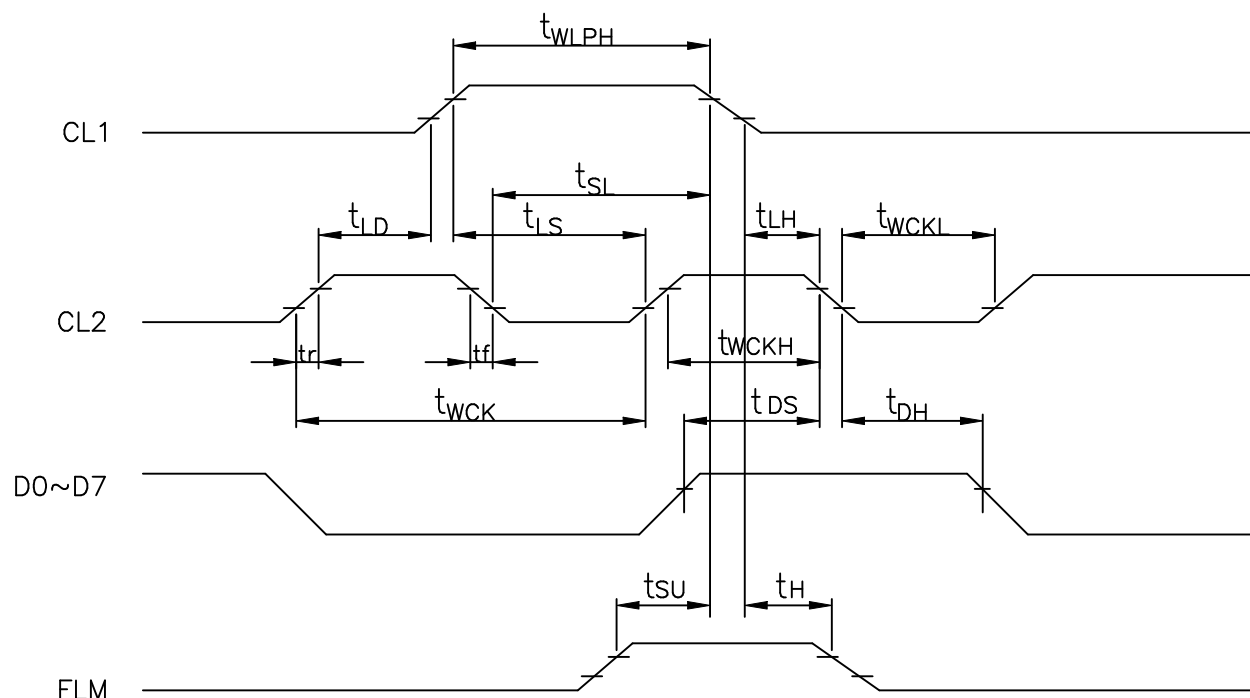 tWLPH
CL1
tSL
tLD
tLS
tLH
tWCKL
CL2
tr
tf
tWCKH
tWCK
tDS
tDH
D0~D7
tSU
tH
FLM